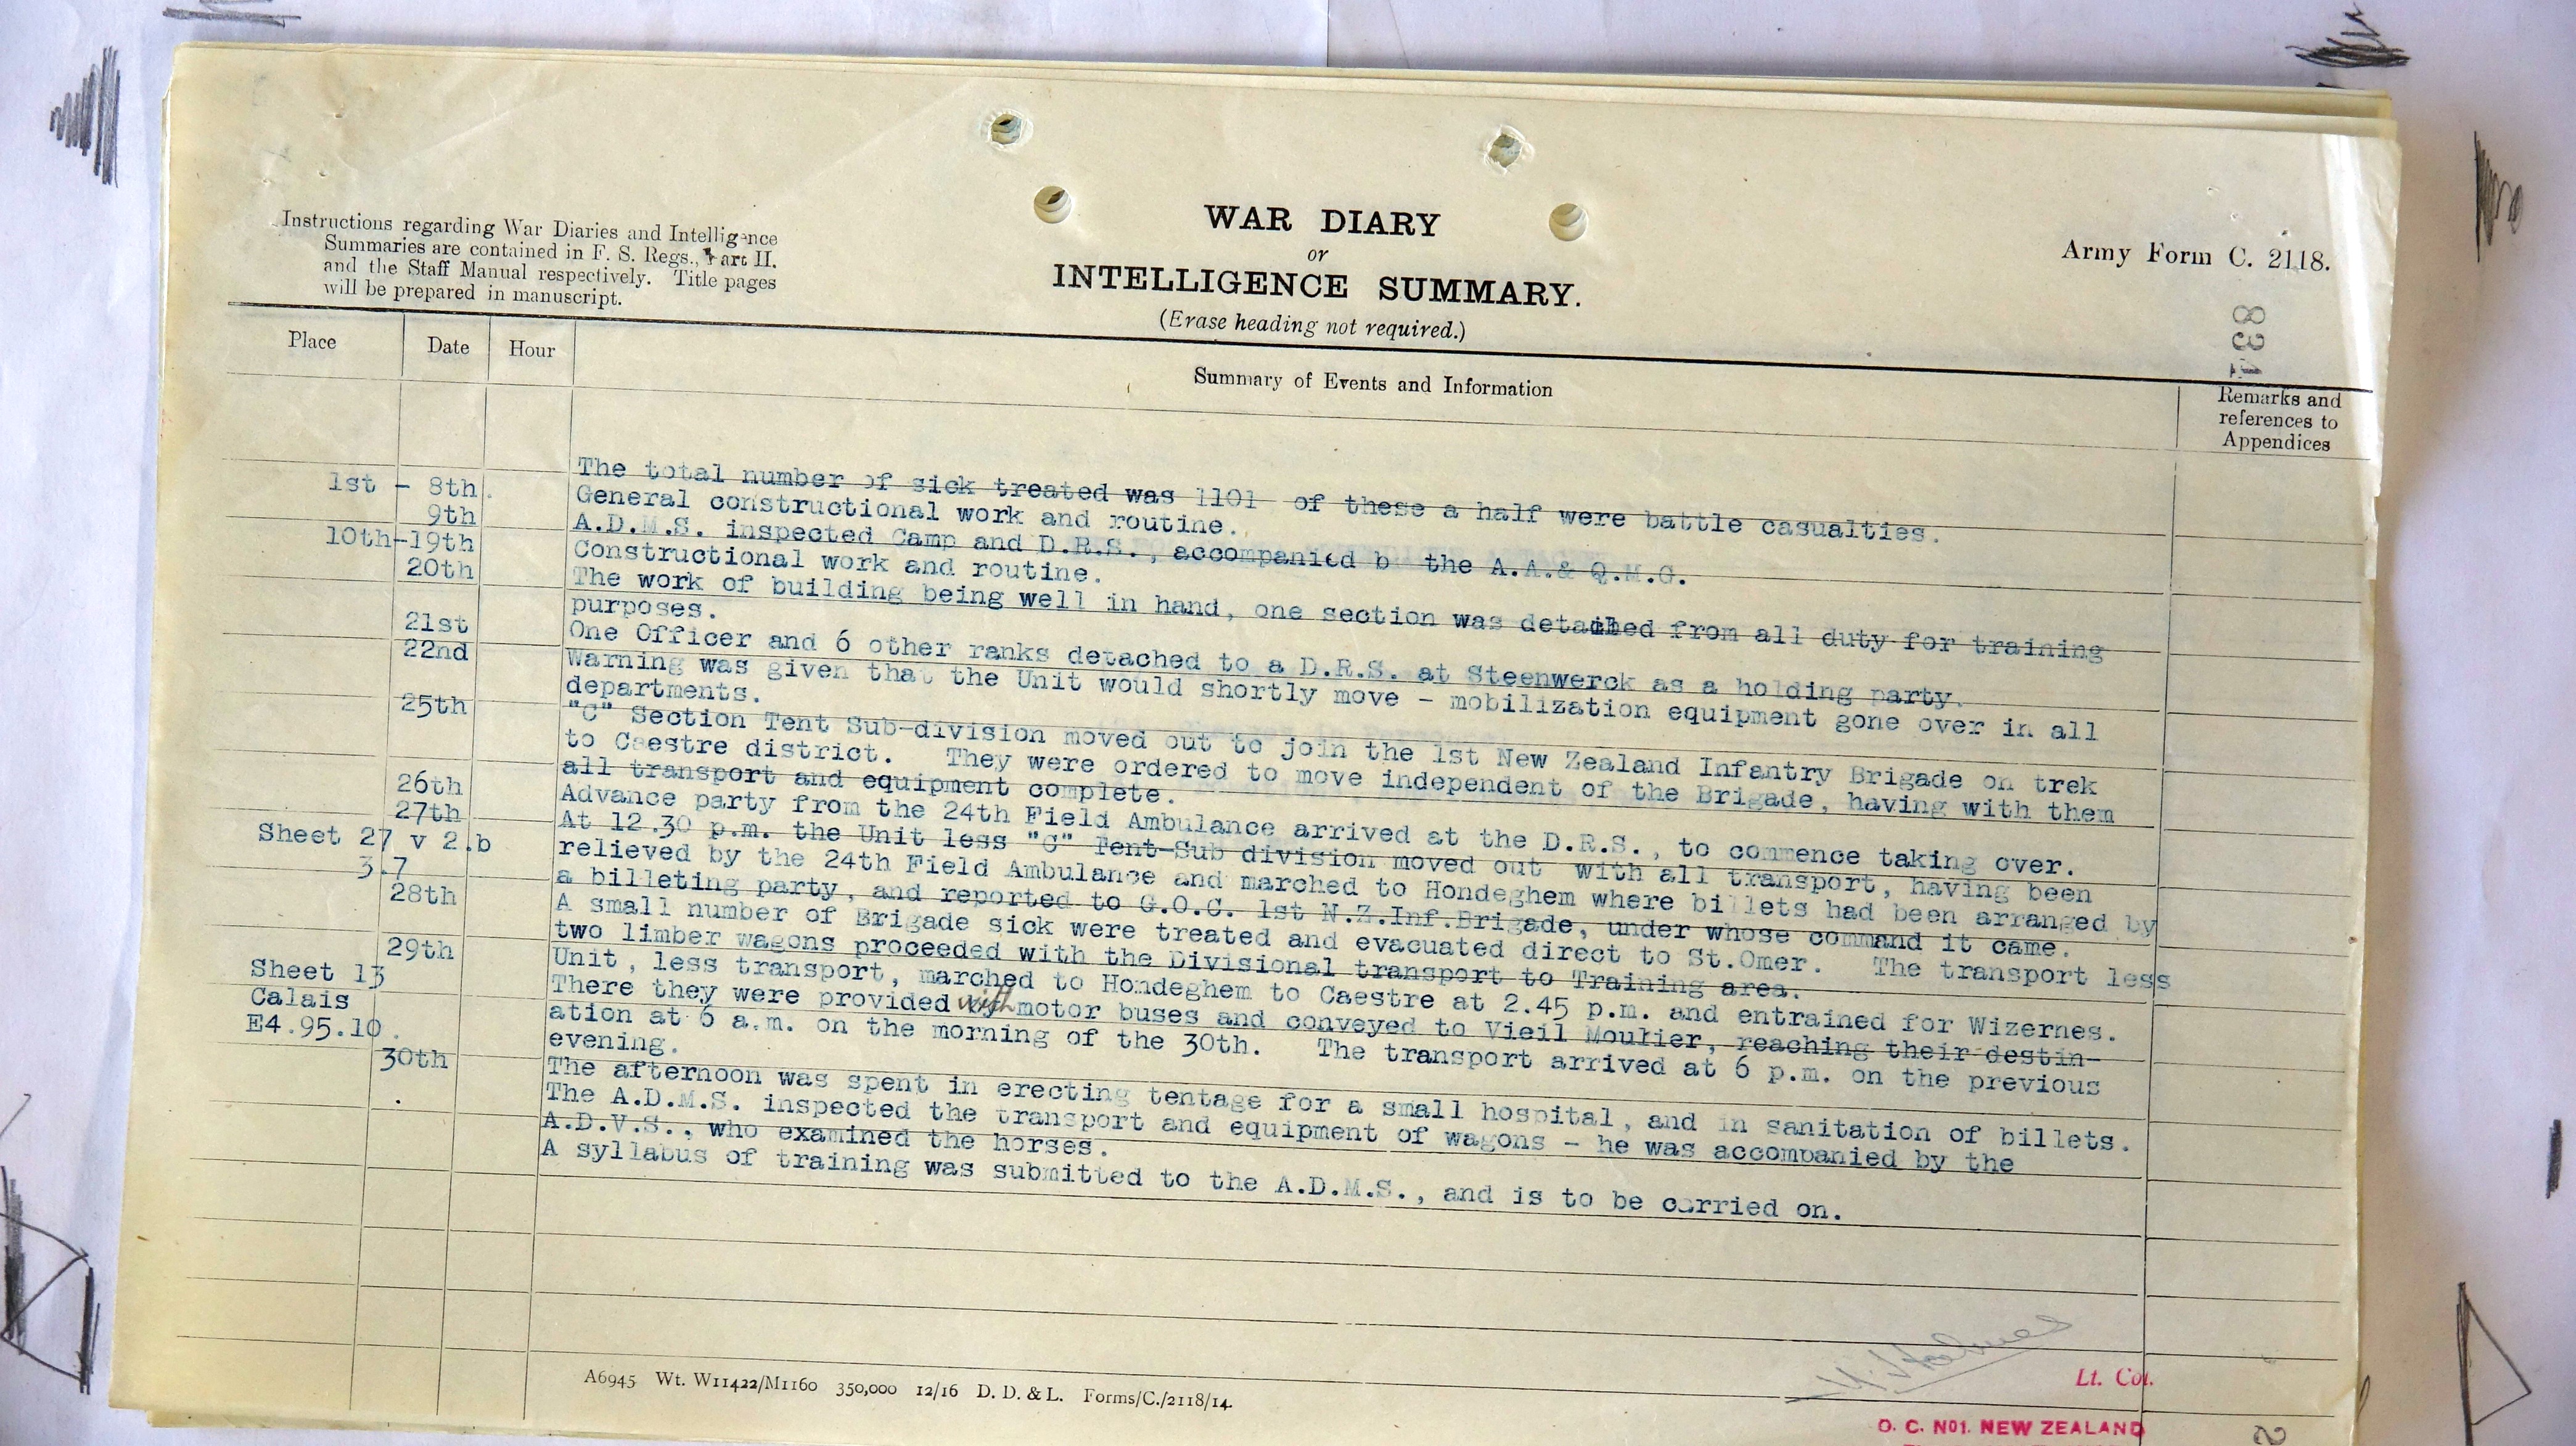 Instructions regarding War Diaries and Intelligence
Summaries are contained in F. S. Regs., Part II.
and the Staff Manual respectively. Title pages
will be prepared in manuscript.
WAR DIARY
or
INTELLIGENCE SUMMARY.
(Erase heading not required.)
Army Form C. 2118.
Place Date Hour
Summary of Events and Information
Remarks and
references to
Appendices
The total number of sick treated was 1101 of these a half were battle casualties.
1st - 8th. General constructional work and routine.
9th A.D.M.S. inspected Camp and D.R.S., accompanied b the A.A.& Q.M.G.
10th-19th Constructional work and routine.
20th The work of building being well in hand, one section was detached from all duty for training
purposes.
21st One Officer and 6 other ranks detached to a D.R.S. at Steenwerck as a holding party.
22nd Warning was given that the Unit would shortly move - mobilization equipment gone over in all
departments.
25th "C" Section Tent Sub-division moved out to join the 1st New Zealand Infantry Brigade on trek
to Caestre district. They were ordered to move independent of the Brigade, having with them
all transport and equipment complete.
26th Advance party from the 24th Field Ambulance arrived at the D.R.S., to commence taking over.
27th At 12.30 p.m. the Unit less "C" Tent-Sub division moved out with all transport, having been
Sheet 27 v 2.b relieved by the 24th Field Ambulance and marched to Hondeghem where billets had been arranged by
3.7 a billeting party, and reported to G.O.C. 1st N.Z.Inf.Brigade, under whose command it came.
28th A small number of Brigade sick were treated and evacuated direct to St.Omer. The transport less
two limber wagons proceeded with the Divisional transport to Training area.
29th Unit, less transport, marched to Hondeghem to Caestre at 2.45 p.m. and entrained for Wizernes.
Sheet 13 There they were provided with motor buses and conveyed to Vieil Moutier, reaching their destin-
Calais ation at 6 a.m. on the morning of the 30th. The transport arrived at 6 p.m. on the previous
E4.95.10. evening.
30th The afternoon was spent in erecting tentage for a small hospital, and in sanitation of billets.
The A.D.M.S. inspected the transport and equipment of wagons - he was accompanied by the
A.D.V.S., who examined the horses.
A syllabus of training was submitted to the A.D.M.S., and is to be carried on.
A6945 Wt. W11422/M1160 350,000 12/16 D. D. & L. Forms/C./2118/14.
Lt. Col.
O. C. No1. NEW ZEALAND